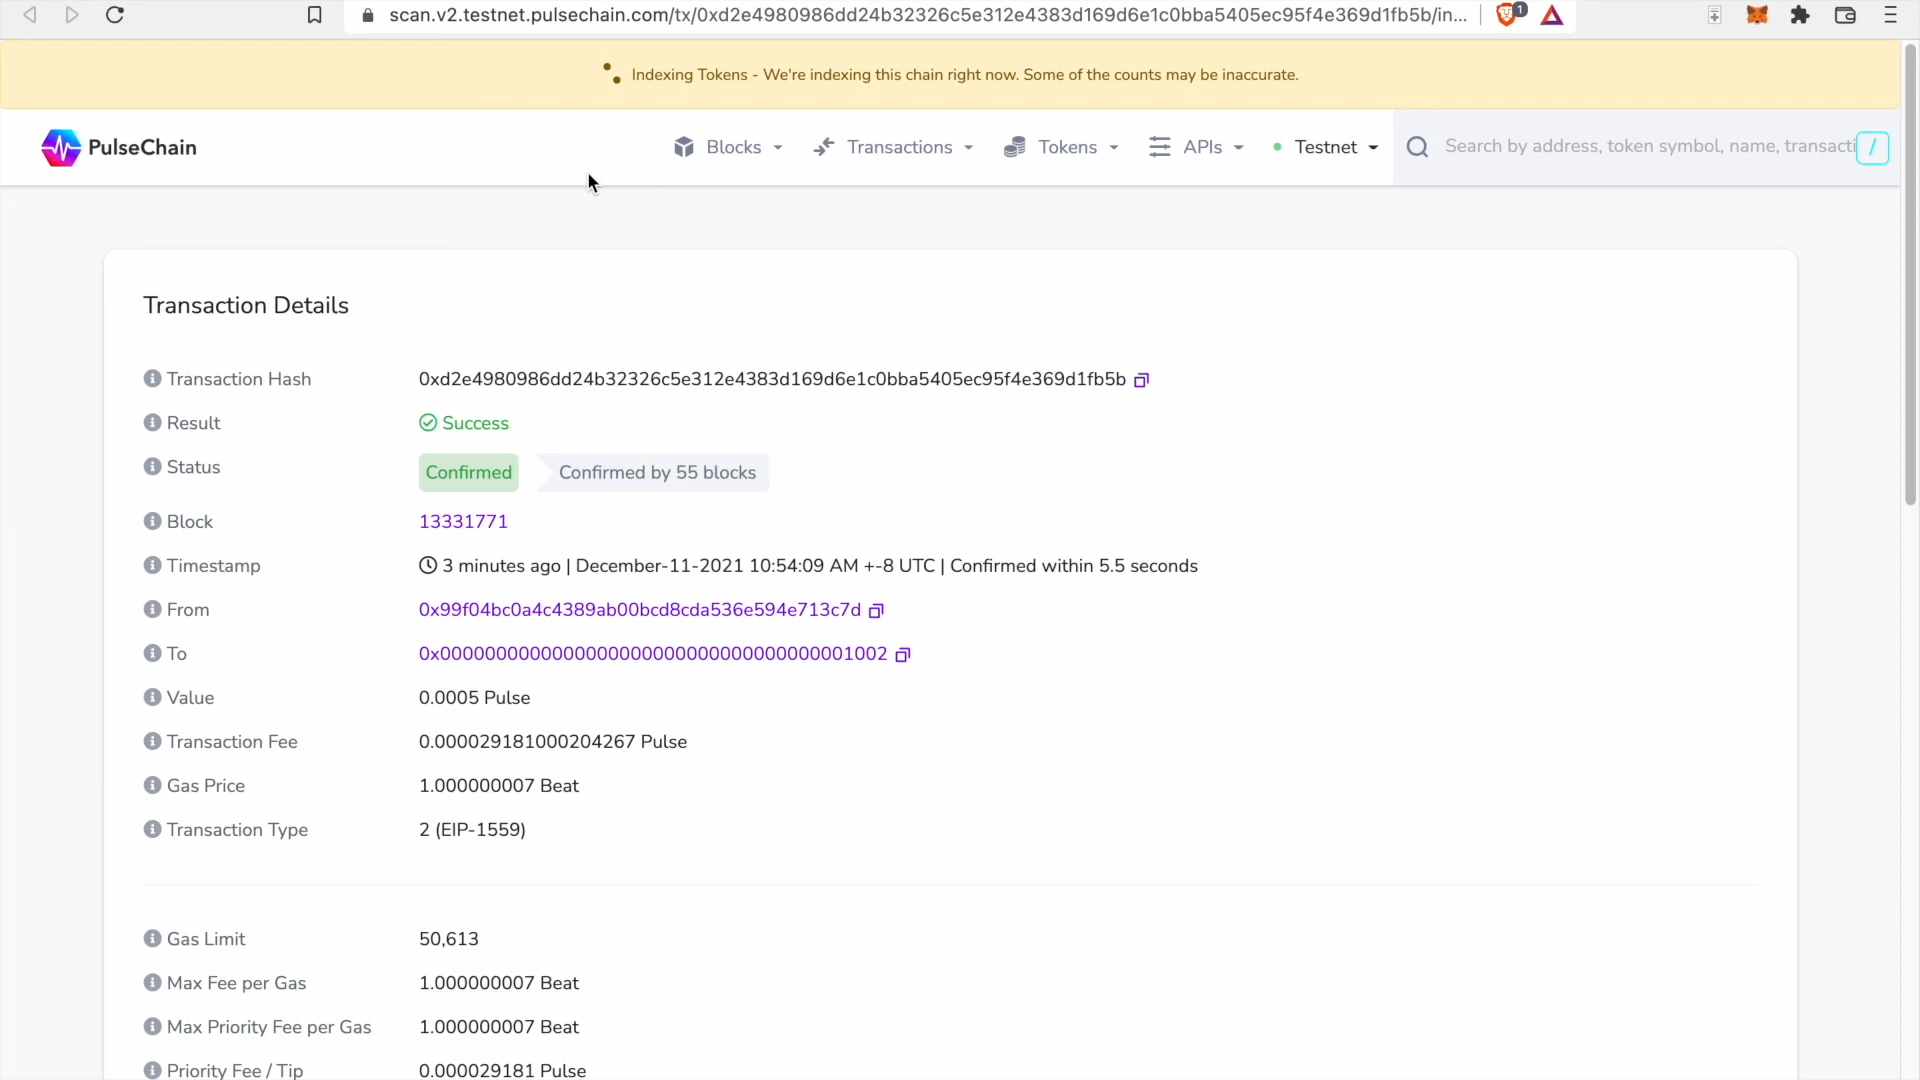 scan.v2.testnet.pulsechain.com/tx/0xd2e4980986dd24b32326c5e312e4383d169d6e1c0bba5405ec95f4e369d1fb5b/in...
1
Indexing Tokens - We're indexing this chain right now. Some of the counts may be inaccurate.
PulseChain
Blocks
Transactions
Tokens
APIs
Testnet
Search by address, token symbol, name, transacti
/
Transaction Details
Transaction Hash 0xd2e4980986dd24b32326c5e312e4383d169d6e1c0bba5405ec95f4e369d1fb5b
Result Success
Status Confirmed Confirmed by 55 blocks
Block 13331771
Timestamp 3 minutes ago | December-11-2021 10:54:09 AM +-8 UTC | Confirmed within 5.5 seconds
From 0x99f04bc0a4c4389ab00bcd8cda536e594e713c7d
To 0x0000000000000000000000000000000000001002
Value 0.0005 Pulse
Transaction Fee 0.000029181000204267 Pulse
Gas Price 1.000000007 Beat
Transaction Type 2 (EIP-1559)
Gas Limit 50,613
Max Fee per Gas 1.000000007 Beat
Max Priority Fee per Gas 1.000000007 Beat
Priority Fee / Tip 0.000029181 Pulse